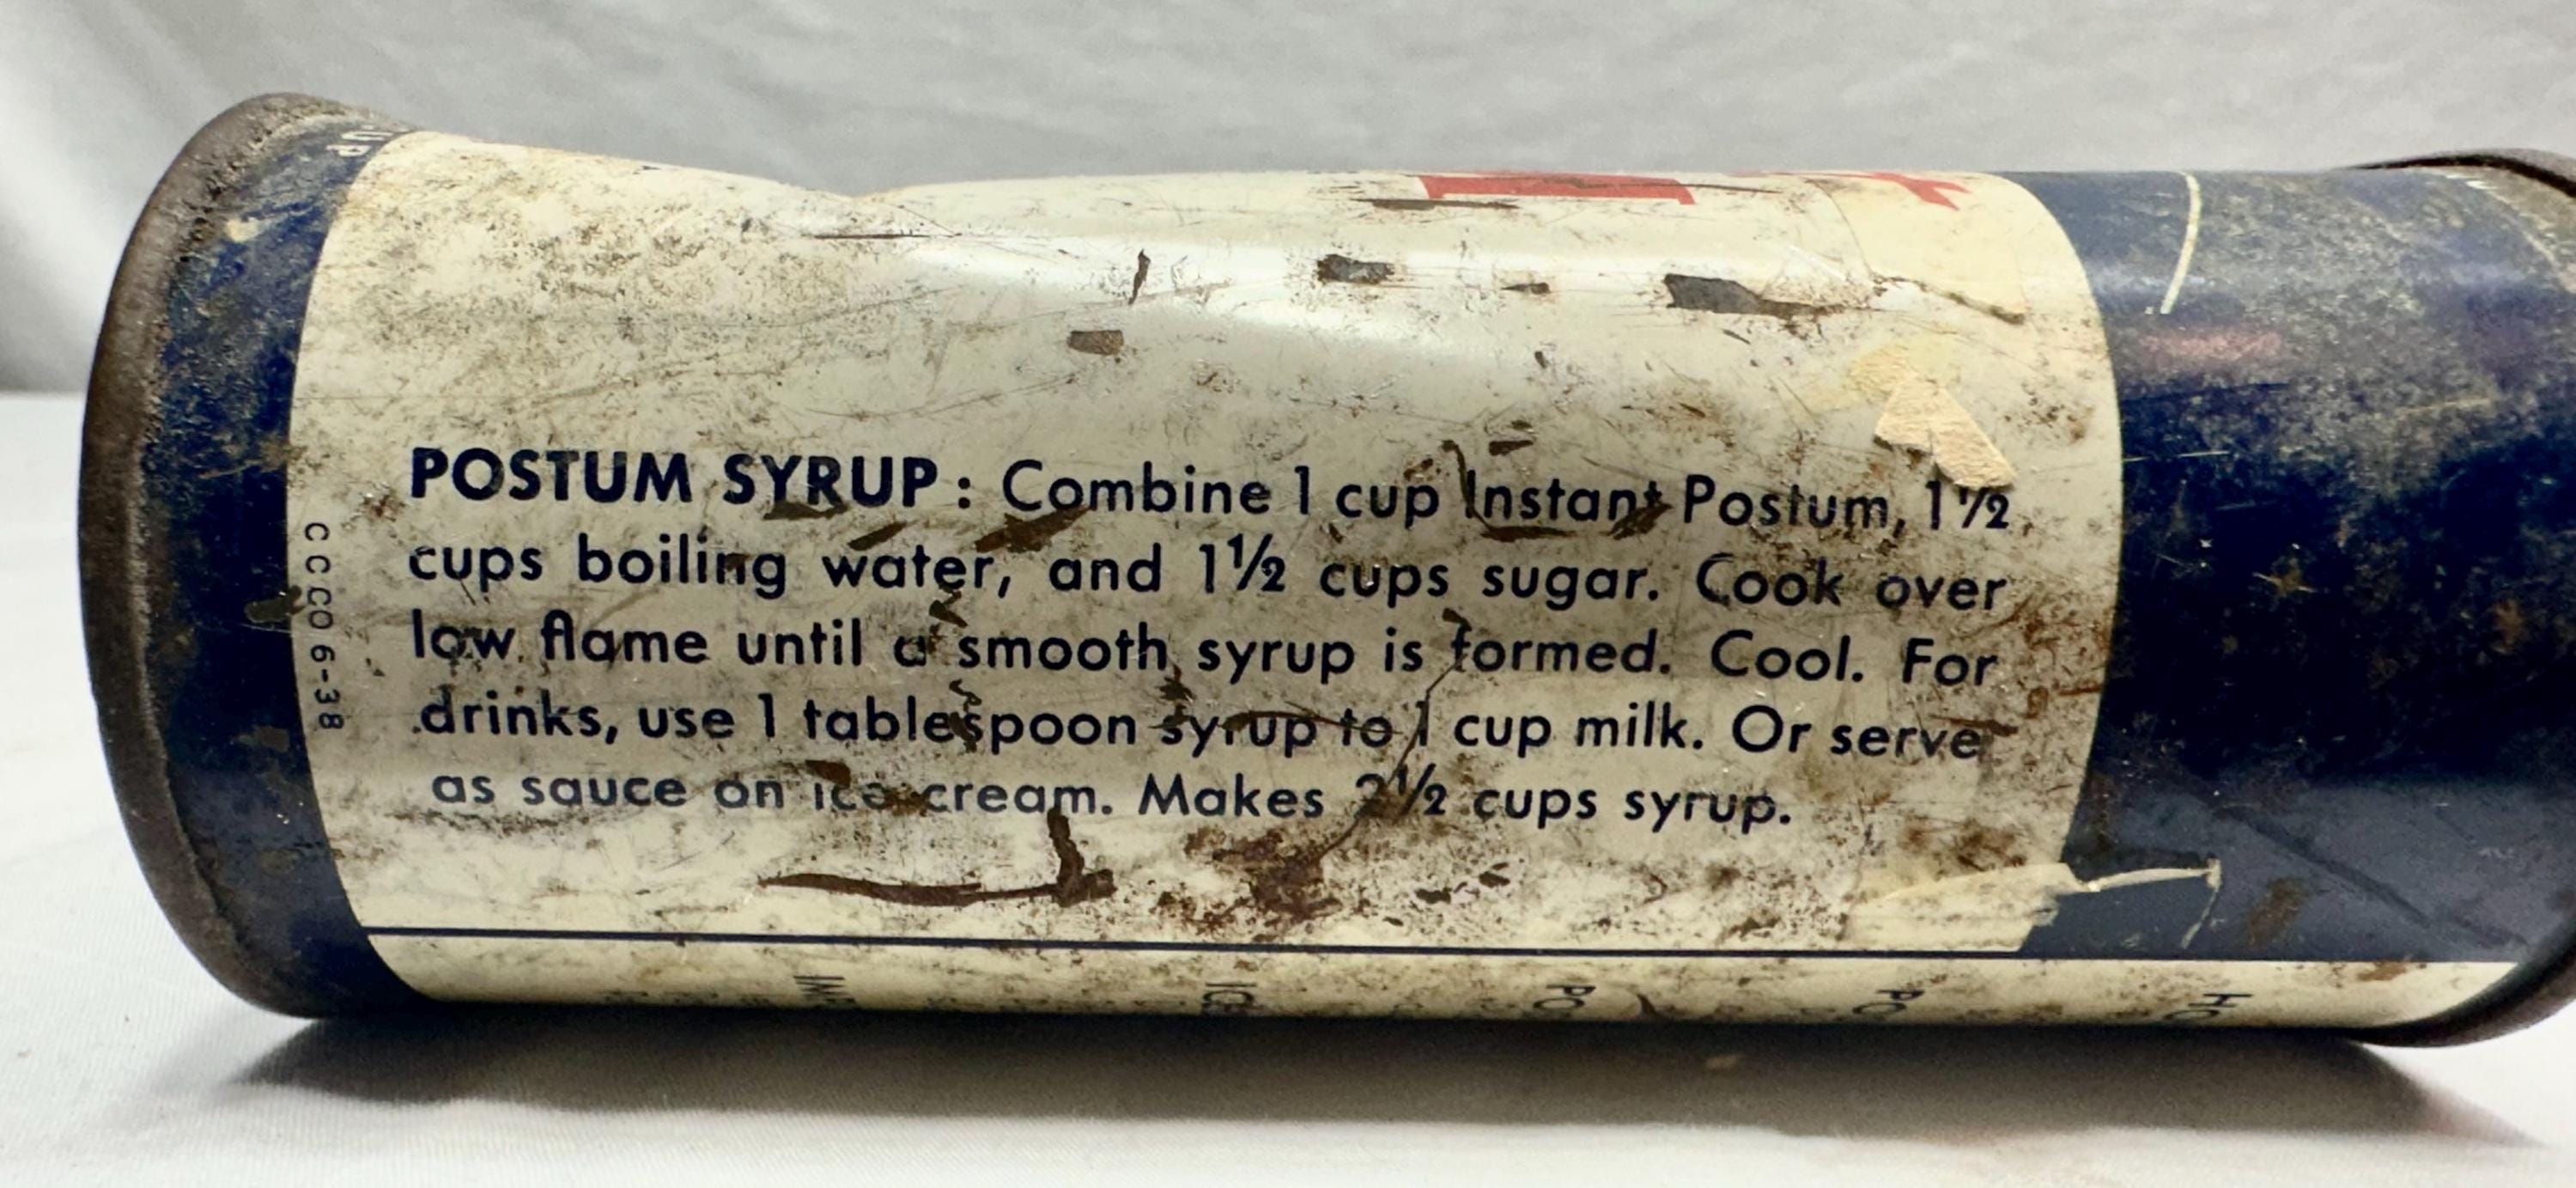 POSTUM SYRUP: Combine 1 cup Instant Postum, 1½
cups boiling water, and 1½ cups sugar. Cook over
low flame until a smooth syrup is formed. Cool. For
drinks, use 1 tablespoon syrup to 1 cup milk. Or serve
as sauce on ice cream. Makes 2½ cups syrup.
CCCO6-38